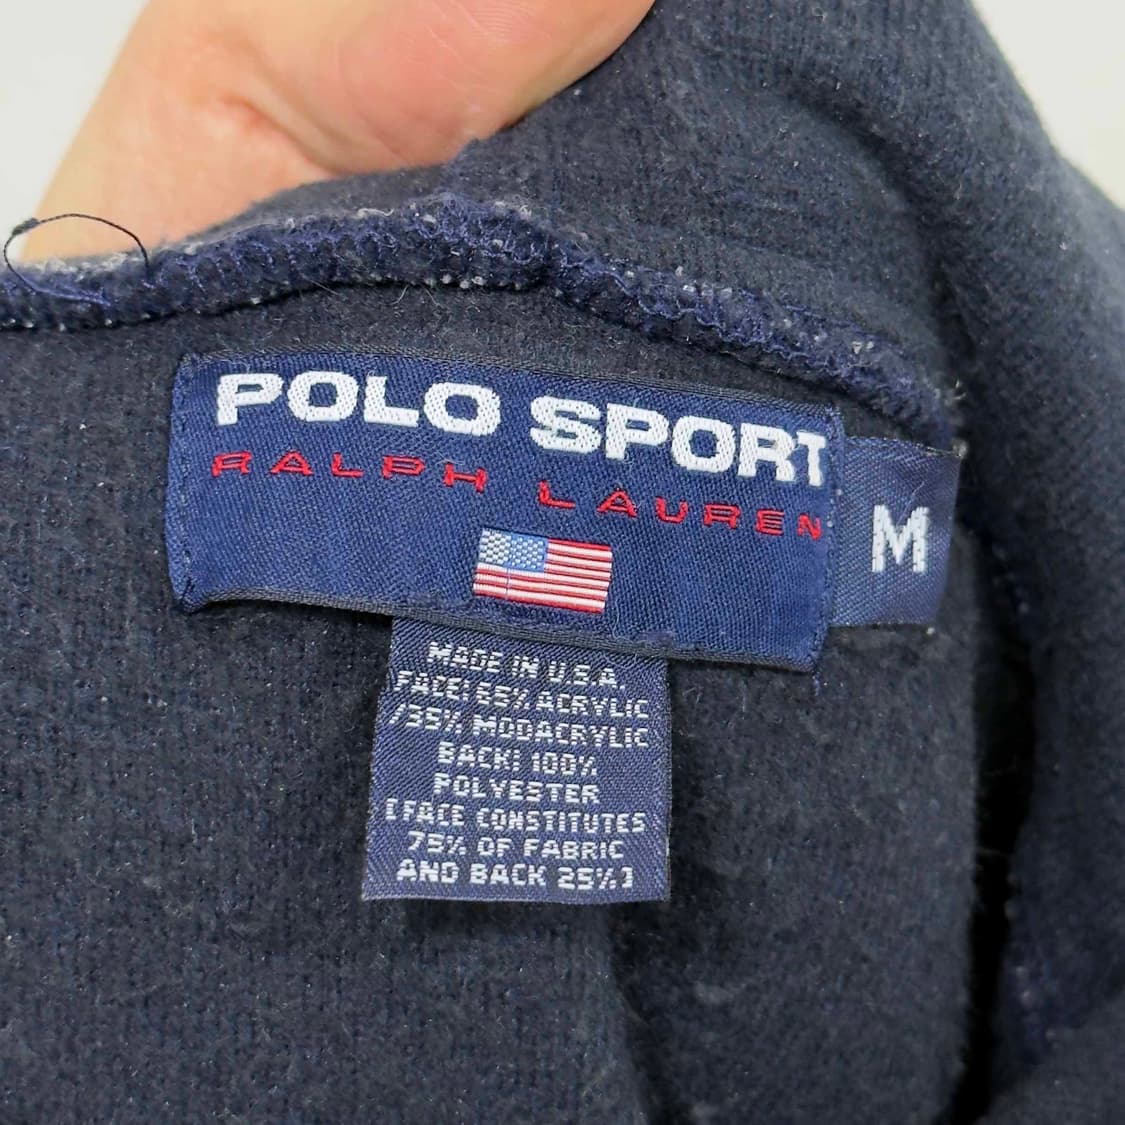 POLO SPORT
RALPH LAUREN
M
MADE IN U.S.A.
FACE: 65% ACRYLIC
/35% MODACRYLIC
BACK: 100%
POLYESTER
[FACE CONSTITUTES
75% OF FABRIC
AND BACK 25%]